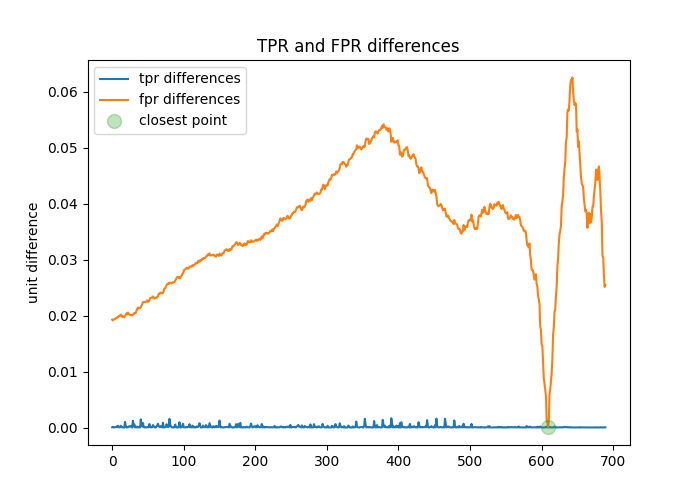 TPR and FPR differences
tpr differences
fpr differences
closest point
unit difference
0.06
0.05
0.04
0.03
0.02
0.01
0.00
0 100 200 300 400 500 600 700